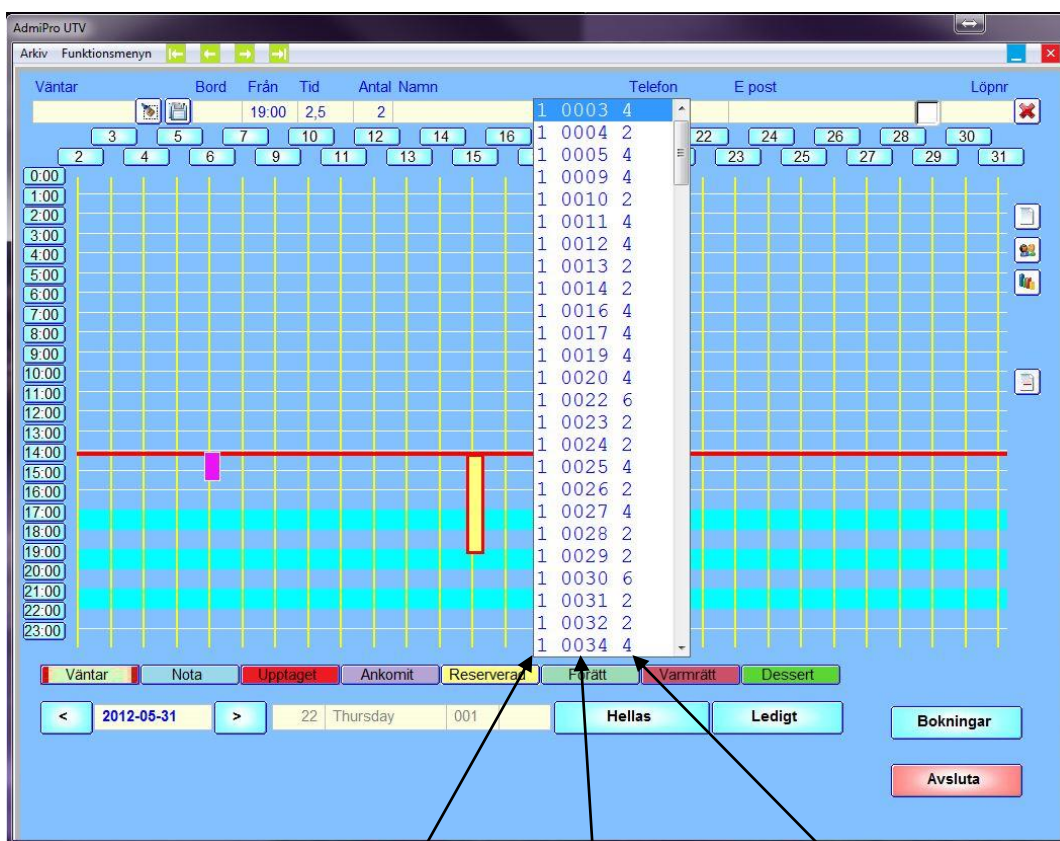 AdmiPro UTV
Arkiv Funktionsmenyn
Väntar Bord Från Tid Antal Namn Telefon E post Löpnr
19:00 2,5 2
3 5 7 10 12 14 16 22 24 26 28 30
2 4 6 9 11 13 15 23 25 27 29 31
1 0003 4
1 0004 2
1 0005 4
1 0009 4
1 0010 2
1 0011 4
1 0012 4
1 0013 2
1 0014 2
1 0016 4
1 0017 4
1 0019 4
1 0020 4
1 0022 6
1 0023 2
1 0024 2
1 0025 4
1 0026 2
1 0027 4
1 0028 2
1 0029 2
1 0030 6
1 0031 2
1 0032 2
1 0034 4
0:00
1:00
2:00
3:00
4:00
5:00
6:00
7:00
8:00
9:00
10:00
11:00
12:00
13:00
14:00
15:00
16:00
17:00
18:00
19:00
20:00
21:00
22:00
23:00
Väntar Nota Upptaget Ankomit Reserverad Förätt Varmrätt Dessert
< 2012-05-31 > 22 Thursday 001 Hellas Ledigt Bokningar
Avsluta